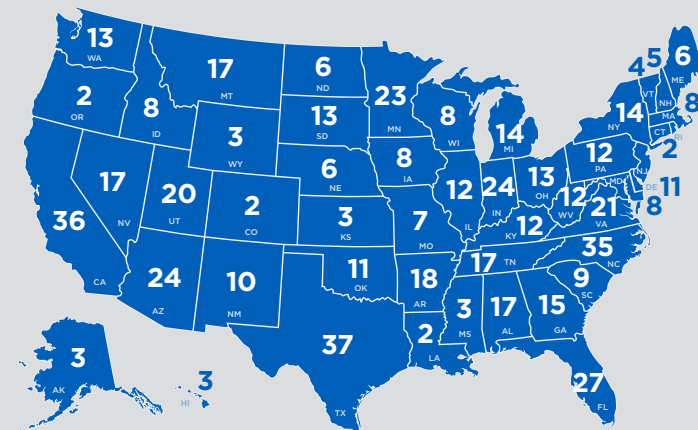 13
WA
17
MT
6
ND
23
MN
4
5
6
ME
2
OR
8
ID
13
SD
8
WI
14
MI
14
NY
VT
NH
8
MA
CT
RI
3
WY
6
NE
8
IA
12
PA
2
17
NV
20
UT
2
CO
3
KS
7
MO
12
IL
24
IN
13
OH
12
WV
21
VA
MD
NJ
DE
11
8
36
CA
12
KY
24
AZ
10
NM
11
OK
18
AR
17 TN
35
NC
9
SC
3
MS
17
AL
15
GA
2
LA
37
TX
27
FL
3
AK
3
HI